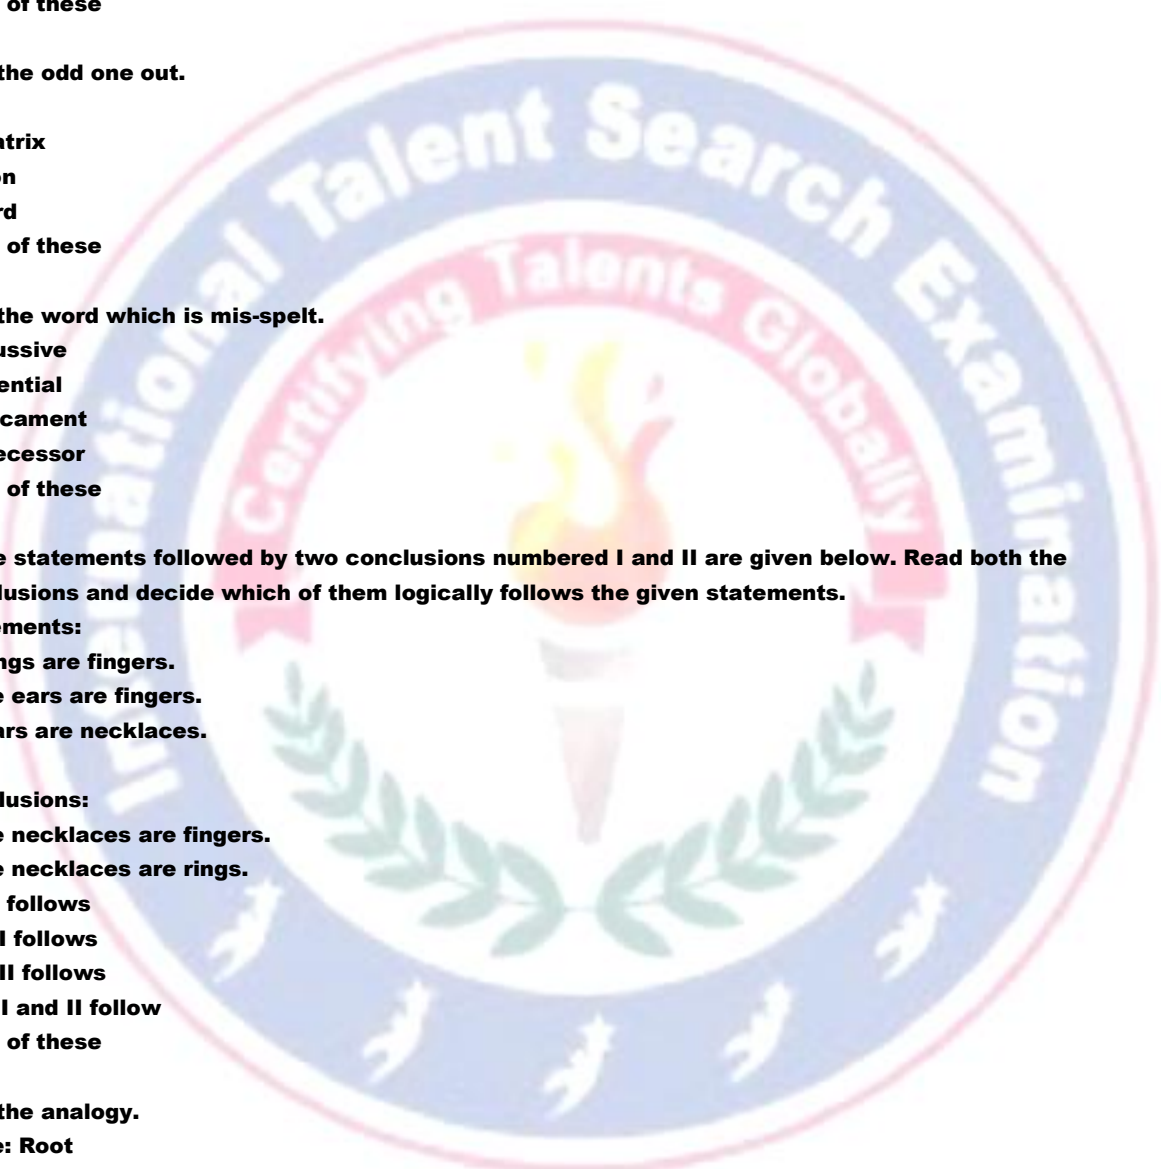 of these
the odd one out.
atrix
on
rd
of these
the word which is mis-spelt.
ussive
ential
cament
ecessor
of these
e statements followed by two conclusions numbered I and II are given below. Read both the
lusions and decide which of them logically follows the given statements.
ements:
ngs are fingers.
e ears are fingers.
ars are necklaces.
lusions:
e necklaces are fingers.
e necklaces are rings.
follows
I follows
II follows
I and II follow
of these
the analogy.
e: Root
International Talent Search Examination
Certifying Talents Globally